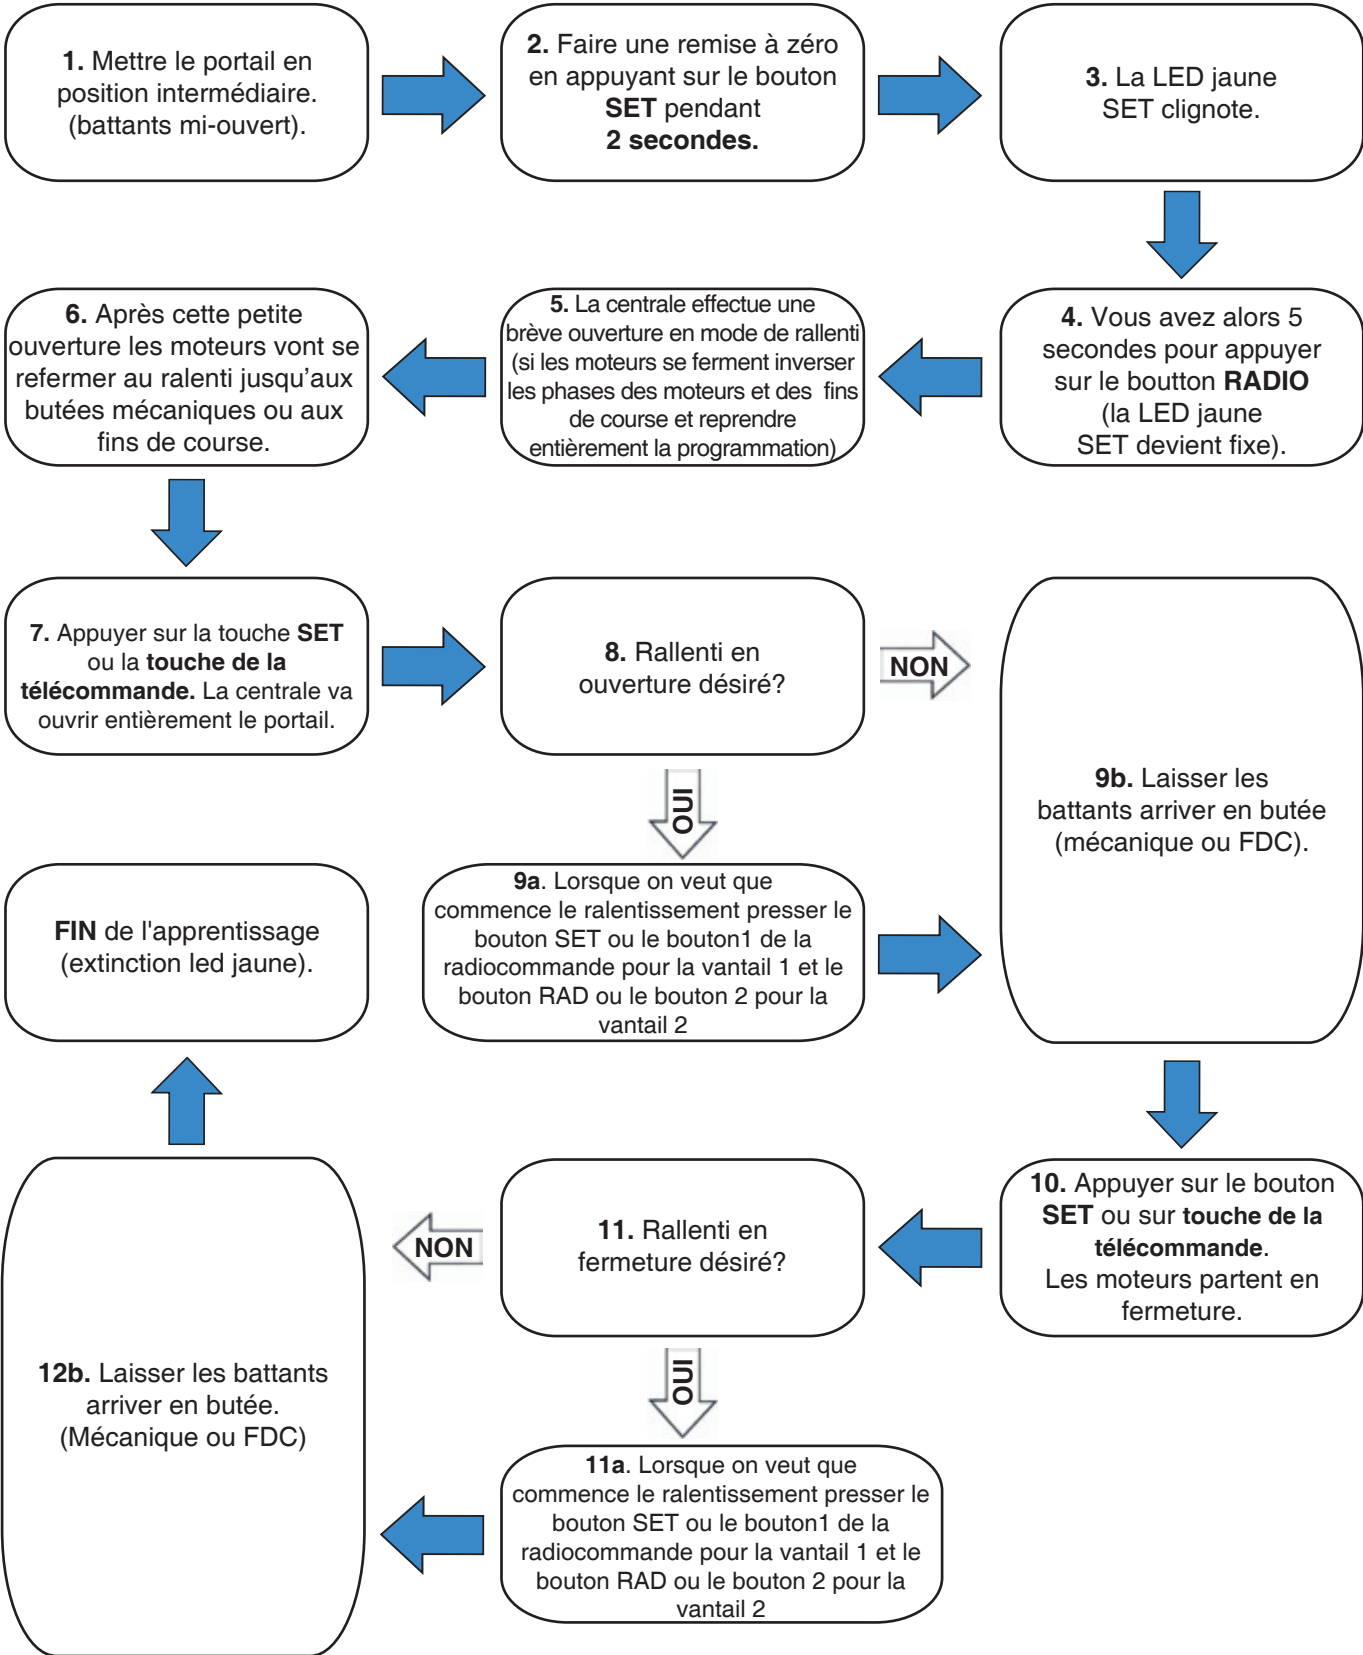 1. Mettre le portail en
position intermédiaire.
(battants mi-ouvert).
2. Faire une remise à zéro
en appuyant sur le bouton
SET pendant
2 secondes.
3. La LED jaune
SET clignote.
4. Vous avez alors 5
secondes pour appuyer
sur le boutton RADIO
(la LED jaune
SET devient fixe).
5. La centrale effectue une
brève ouverture en mode de rallenti
(si les moteurs se ferment inverser
les phases des moteurs et des fins
de course et reprendre
entièrement la programmation)
6. Après cette petite
ouverture les moteurs vont se
refermer au ralenti jusqu’aux
butées mécaniques ou aux
fins de course.
7. Appuyer sur la touche SET
ou la touche de la
télécommande. La centrale va
ouvrir entièrement le portail.
8. Rallenti en
ouverture désiré?
NON
OUI
9a. Lorsque on veut que
commence le ralentissement presser le
bouton SET ou le bouton1 de la
radiocommande pour la vantail 1 et le
bouton RAD ou le bouton 2 pour la
vantail 2
9b. Laisser les
battants arriver en butée
(mécanique ou FDC).
10. Appuyer sur le bouton
SET ou sur touche de la
télécommande.
Les moteurs partent en
fermeture.
11. Rallenti en
fermeture désiré?
NON
OUI
11a. Lorsque on veut que
commence le ralentissement presser le
bouton SET ou le bouton1 de la
radiocommande pour la vantail 1 et le
bouton RAD ou le bouton 2 pour la
vantail 2
12b. Laisser les battants
arriver en butée.
(Mécanique ou FDC)
FIN de l'apprentissage
(extinction led jaune).